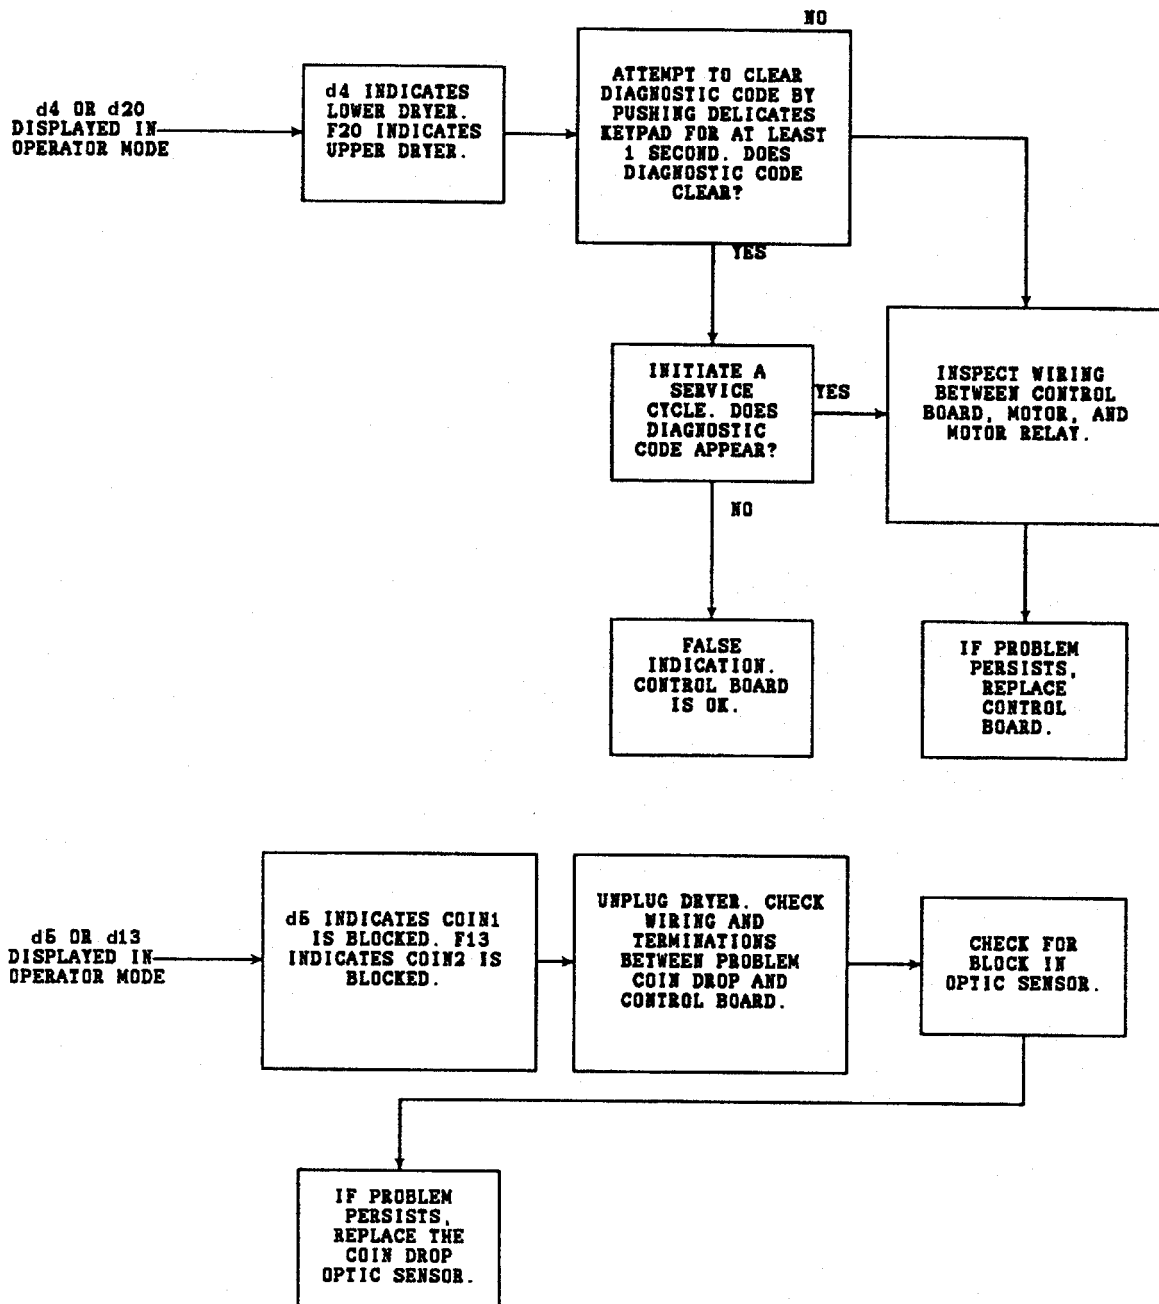 NO
d4 OR d20
DISPLAYED IN
OPERATOR MODE
d4 INDICATES
LOWER DRYER.
F20 INDICATES
UPPER DRYER.
ATTEMPT TO CLEAR
DIAGNOSTIC CODE BY
PUSHING DELICATES
KEYPAD FOR AT LEAST
1 SECOND. DOES
DIAGNOSTIC CODE
CLEAR?
YES
INITIATE A
SERVICE
CYCLE. DOES
DIAGNOSTIC
CODE APPEAR?
YES
INSPECT WIRING
BETWEEN CONTROL
BOARD, MOTOR, AND
MOTOR RELAY.
NO
FALSE
INDICATION.
CONTROL BOARD
IS OK.
IF PROBLEM
PERSISTS,
REPLACE
CONTROL
BOARD.
d5 OR d13
DISPLAYED IN
OPERATOR MODE
d5 INDICATES COIN1
IS BLOCKED. F13
INDICATES COIN2 IS
BLOCKED.
UNPLUG DRYER. CHECK
WIRING AND
TERMINATIONS
BETWEEN PROBLEM
COIN DROP AND
CONTROL BOARD.
CHECK FOR
BLOCK IN
OPTIC SENSOR.
IF PROBLEM
PERSISTS,
REPLACE THE
COIN DROP
OPTIC SENSOR.